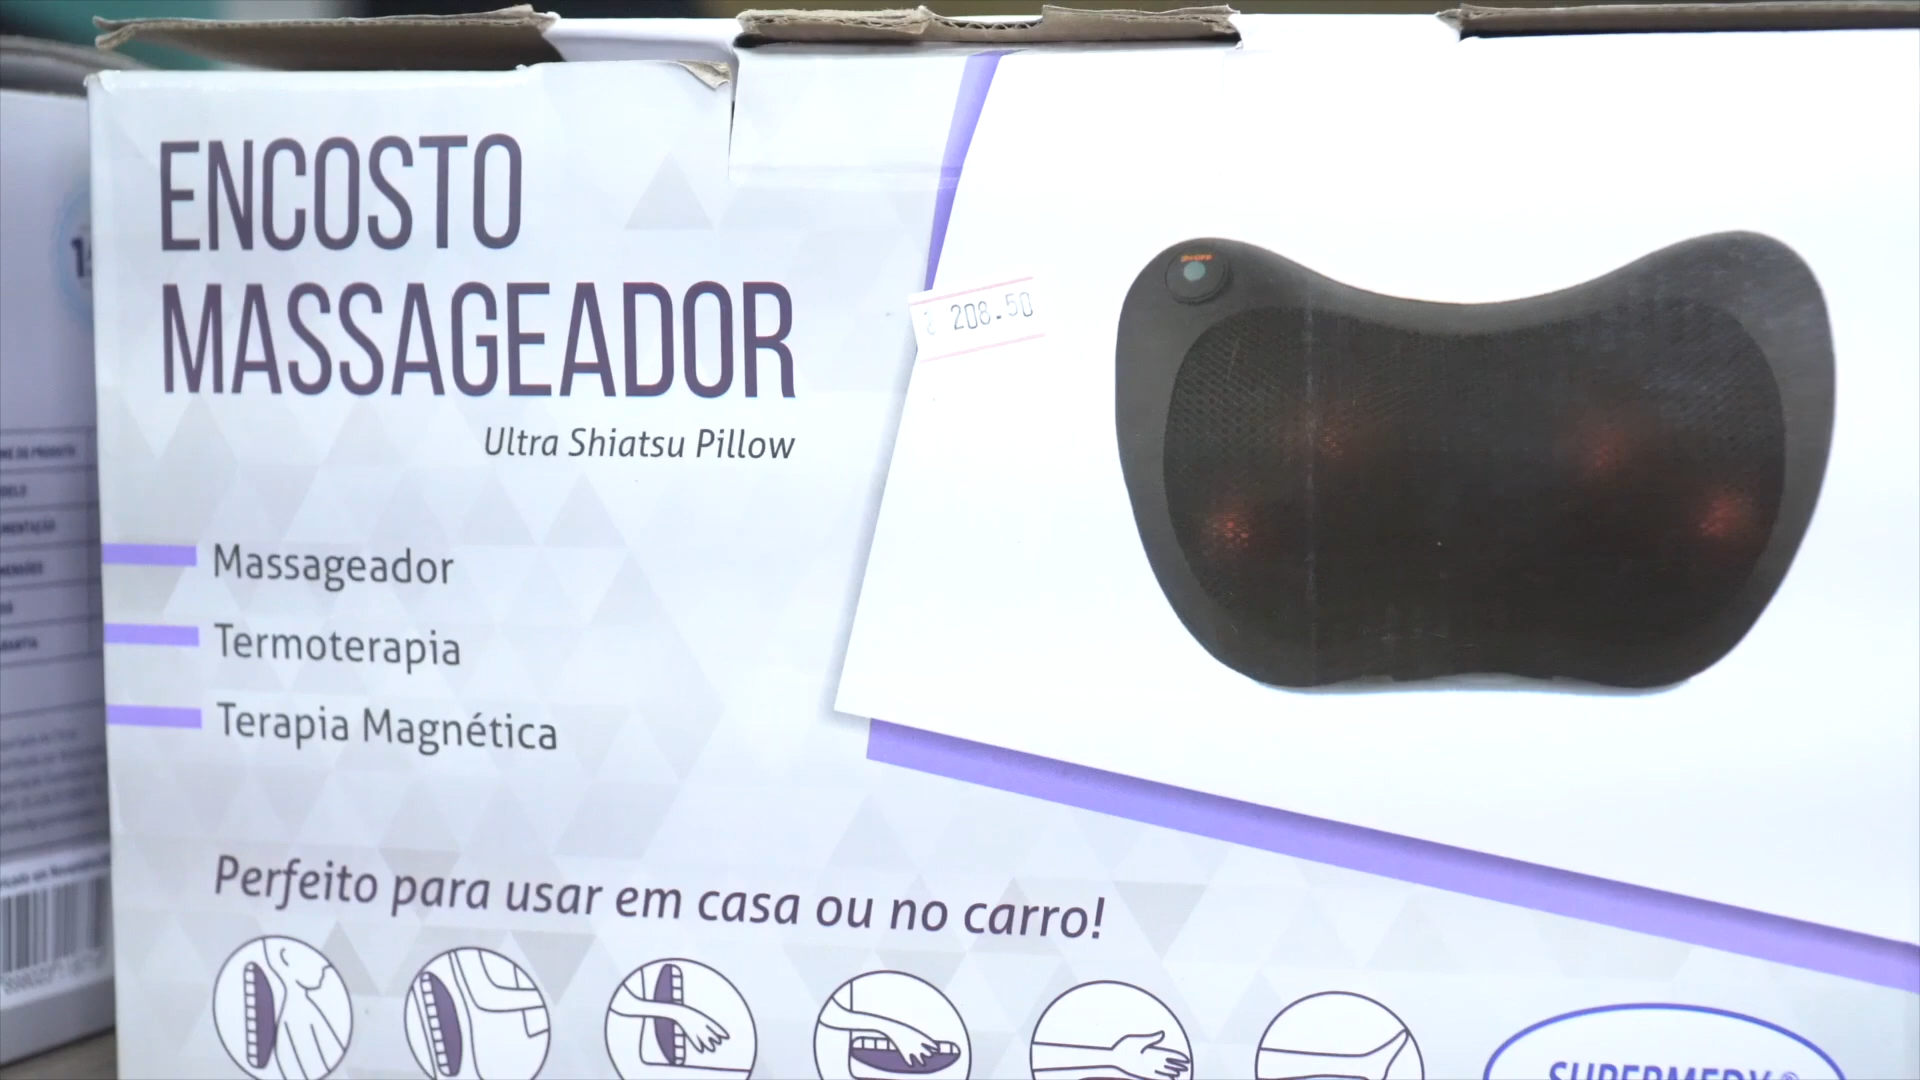 ENCOSTO
MASSAGEADOR
Ultra Shiatsu Pillow
208.50
Massageador
Termoterapia
Terapia Magnética
Perfeito para usar em casa ou no carro!
SUPERMEDY®